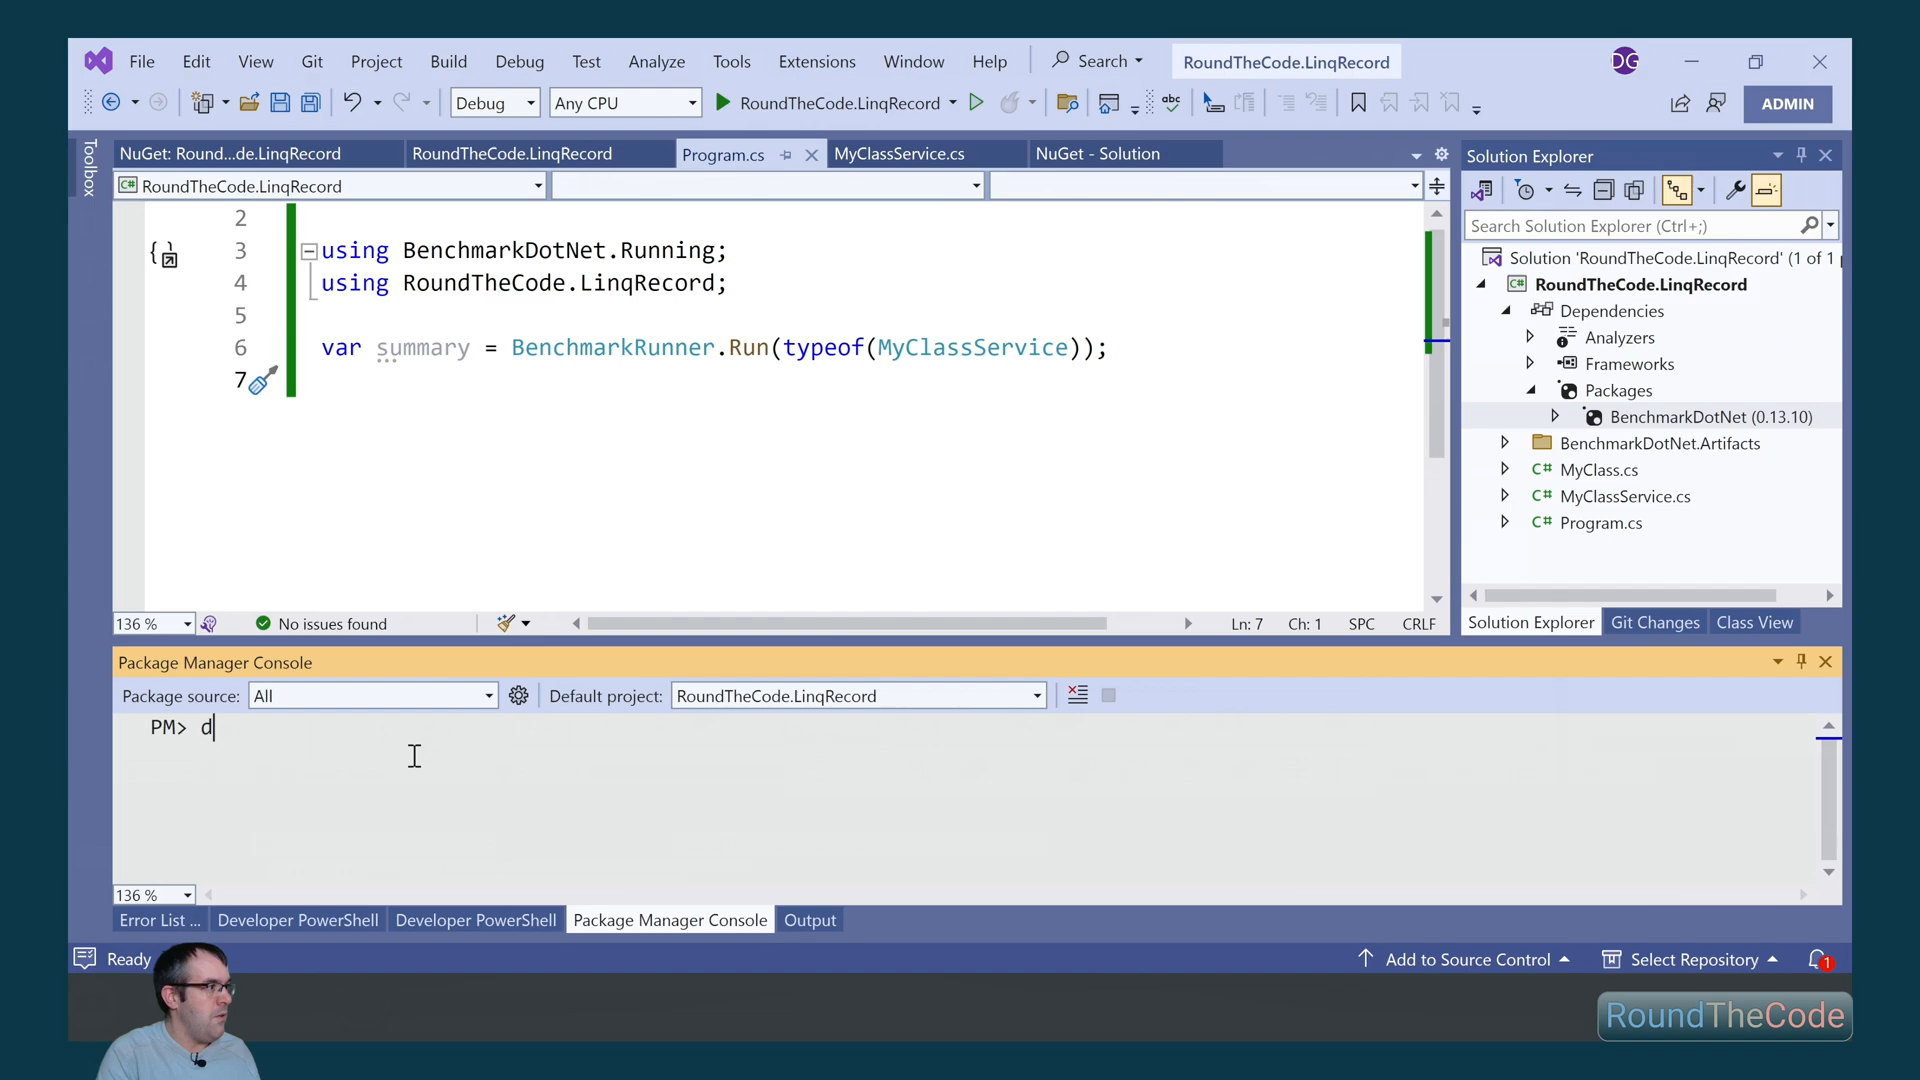 File Edit View Git Project Build Debug Test Analyze Tools Extensions Window Help Search RoundTheCode.LinqRecord DG
Debug Any CPU RoundTheCode.LinqRecord abc ADMIN
Toolbox
NuGet: Round...de.LinqRecord RoundTheCode.LinqRecord Program.cs MyClassService.cs NuGet - Solution
C# RoundTheCode.LinqRecord
2
3 using BenchmarkDotNet.Running;
4 using RoundTheCode.LinqRecord;
5
6 var summary = BenchmarkRunner.Run(typeof(MyClassService));
7
136 % No issues found Ln: 7 Ch: 1 SPC CRLF
Solution Explorer
Search Solution Explorer (Ctrl+;)
Solution 'RoundTheCode.LinqRecord' (1 of 1
C# RoundTheCode.LinqRecord
Dependencies
Analyzers
Frameworks
Packages
BenchmarkDotNet (0.13.10)
BenchmarkDotNet.Artifacts
C# MyClass.cs
C# MyClassService.cs
C# Program.cs
Solution Explorer Git Changes Class View
Package Manager Console
Package source: All Default project: RoundTheCode.LinqRecord
PM> d
136 %
Error List ... Developer PowerShell Developer PowerShell Package Manager Console Output
Ready Add to Source Control Select Repository 1
RoundTheCode